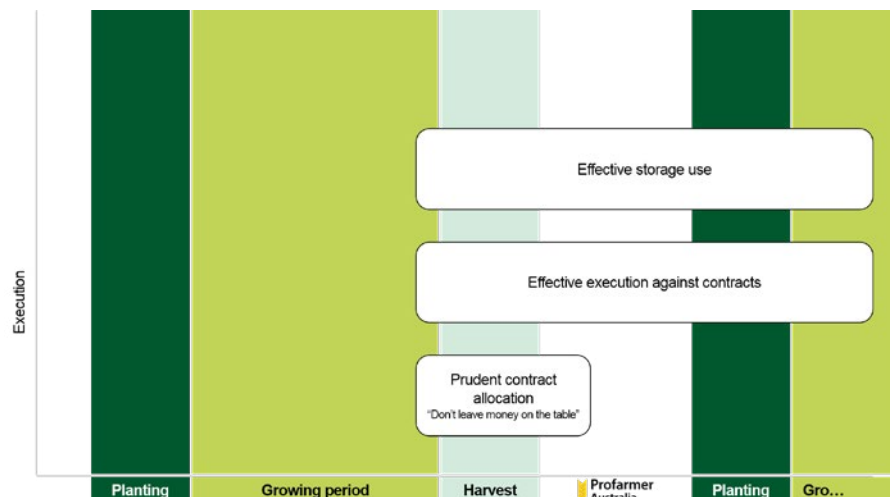 Effective storage use
Effective execution against contracts
Execution
Prudent contract
allocation
“Don't leave money on the table”
Planting
Growing period
Harvest
Profarmer
Australia
Planting
Gro...